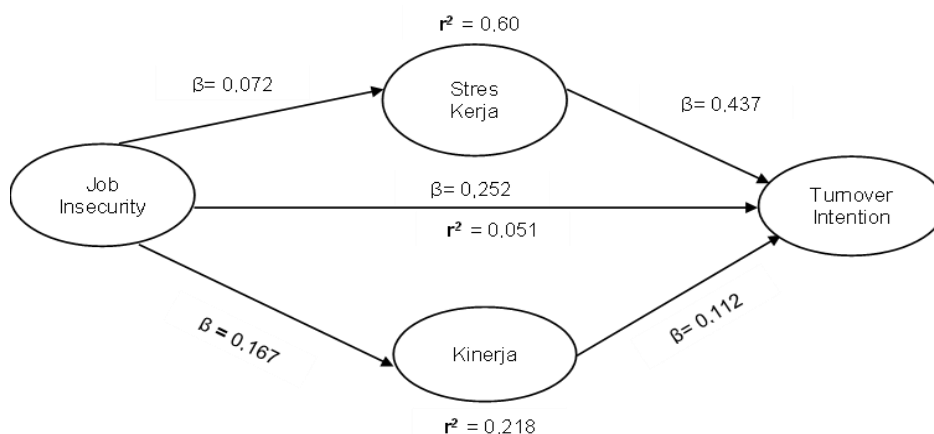 r² = 0,60
β= 0,072
Stres
Kerja
β= 0,437
Job
Insecurity
β= 0,252
r² = 0,051
Turnover
Intention
β = 0,167
Kinerja
β= 0,112
r² = 0,218